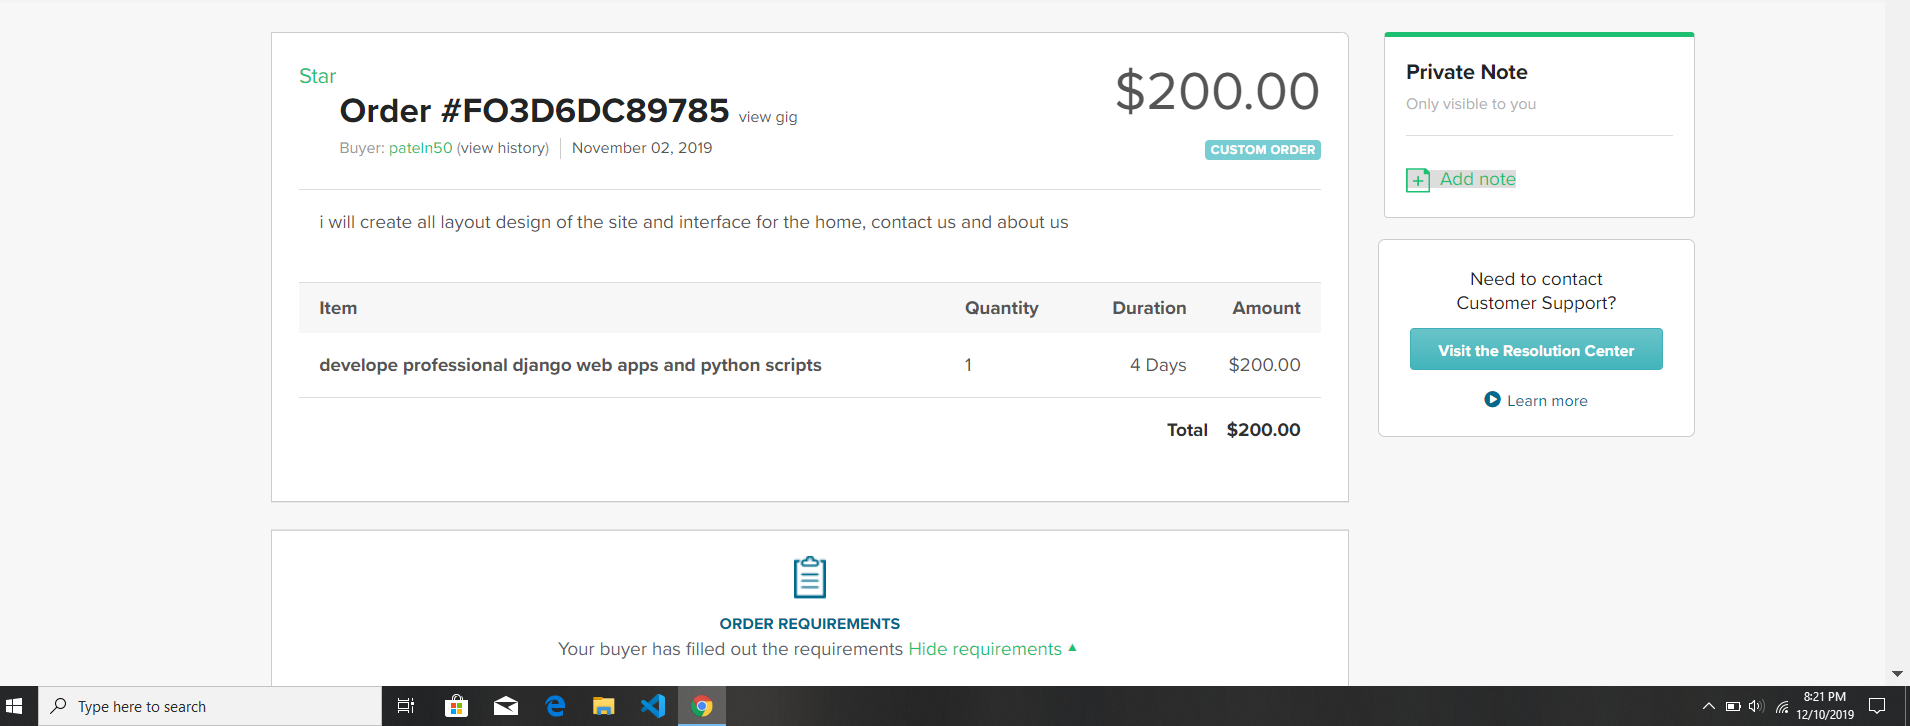 Star
Order #FO3D6DC89785 view gig
Buyer: pateln50 (view history) November 02, 2019
$200.00
CUSTOM ORDER
i will create all layout design of the site and interface for the home, contact us and about us
Item Quantity Duration Amount
develope professional django web apps and python scripts 1 4 Days $200.00
Total $200.00
ORDER REQUIREMENTS
Your buyer has filled out the requirements Hide requirements
Private Note
Only visible to you
Add note
Need to contact
Customer Support?
Visit the Resolution Center
Learn more
Type here to search
8:21 PM
12/10/2019